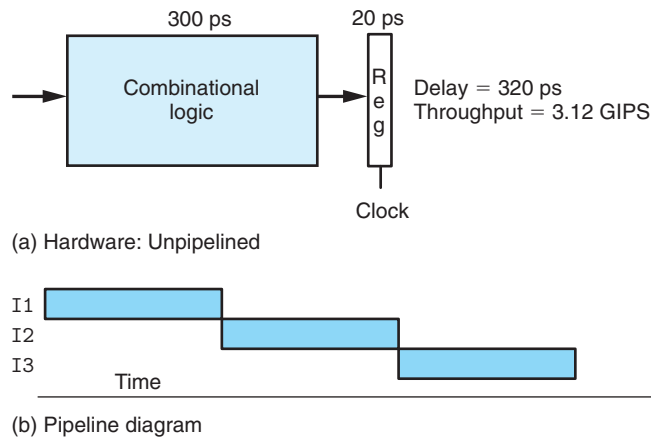 300 ps
20 ps
Combinational
logic
Reg
Delay = 320 ps
Throughput = 3.12 GIPS
Clock
(a) Hardware: Unpipelined
I1
I2
I3
Time
(b) Pipeline diagram